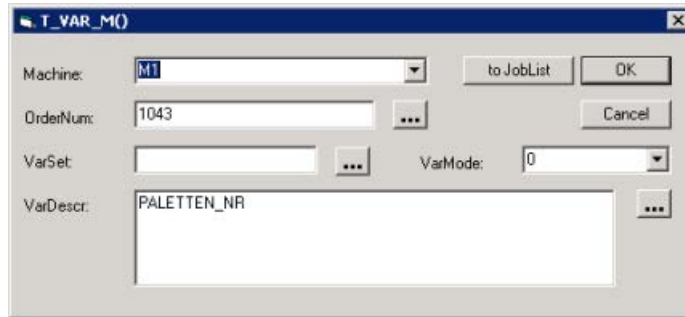 T_VAR_M()
Machine: M1 to JobList OK
OrderNum: 1043 ... Cancel
VarSet: ... VarMode: 0
VarDescr: PALETTEN_NR ...